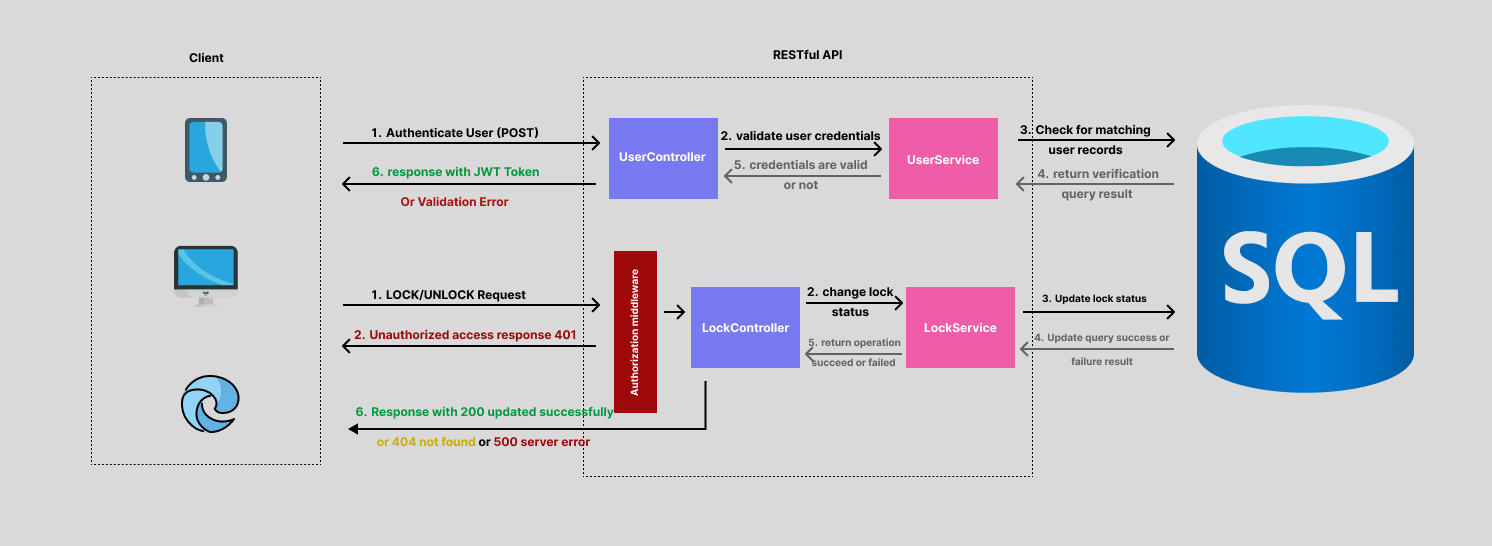 Client
RESTful API
1. Authenticate User (POST)
6. response with JWT Token
Or Validation Error
UserController
2. validate user credentials
5. credentials are valid
or not
UserService
3. Check for matching
user records
4. return verification
query result
SQL
1. LOCK/UNLOCK Request
2. Unauthorized access response 401
Authorization middleware
LockController
2. change lock
status
5. return operation
succeed or failed
LockService
3. Update lock status
4. Update query success or
failure result
6. Response with 200 updated successfully
or 404 not found or 500 server error